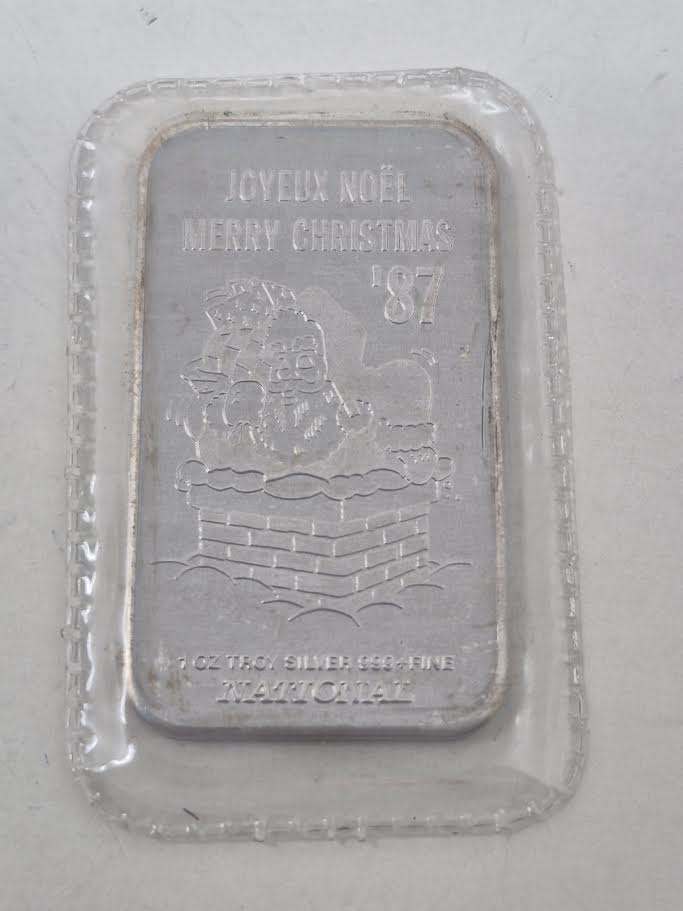 JOYEUX NOËL
MERRY CHRISTMAS
'87
1 OZ TROY SILVER 999+FINE
NATIONAL